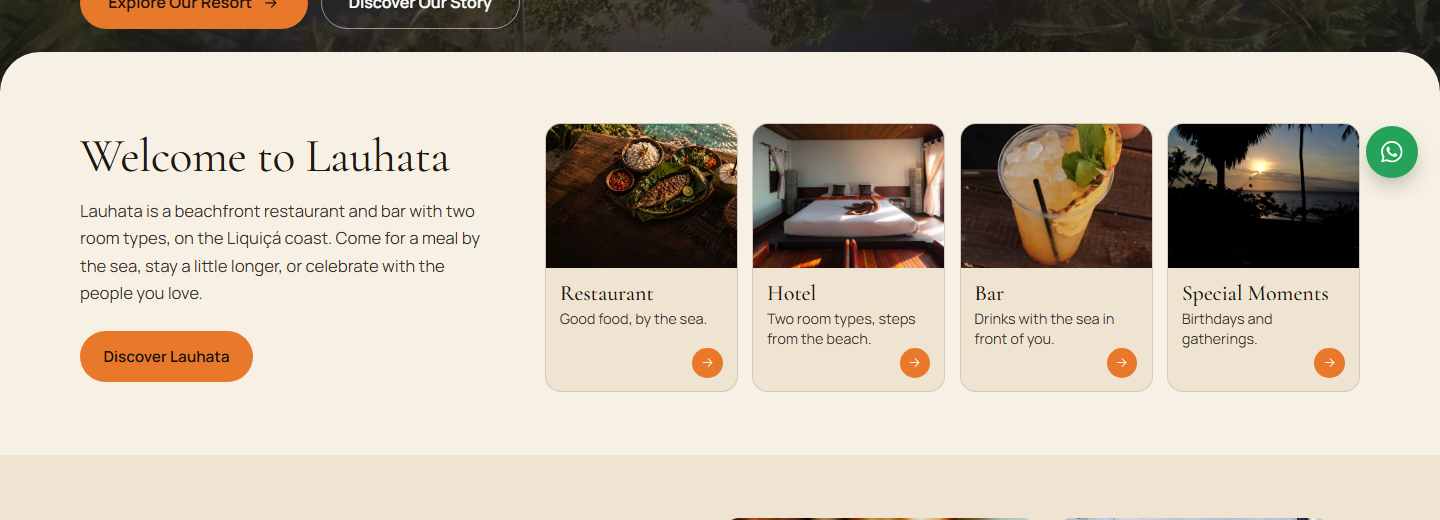 Explore Our Resort →
Discover Our Story
Welcome to Lauhata
Lauhata is a beachfront restaurant and bar with two
room types, on the Liquiçá coast. Come for a meal by
the sea, stay a little longer, or celebrate with the
people you love.
Discover Lauhata
Restaurant
Good food, by the sea.
→
Hotel
Two room types, steps
from the beach.
→
Bar
Drinks with the sea in
front of you.
→
Special Moments
Birthdays and
gatherings.
→